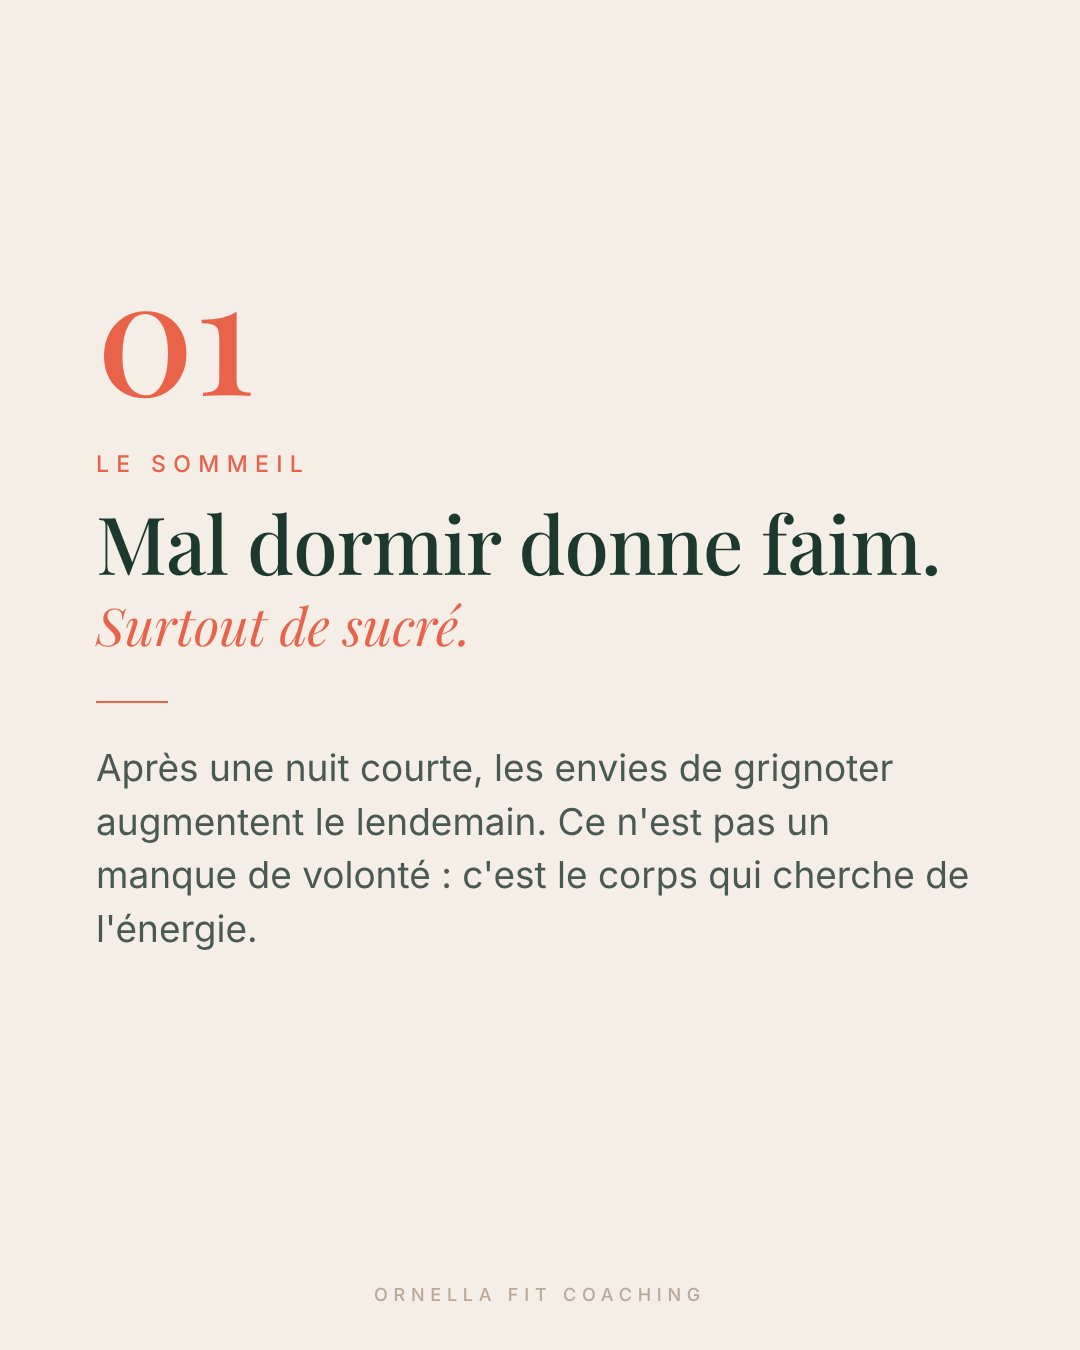 01
LE SOMMEIL
Mal dormir donne faim.
Surtout de sucré.
Après une nuit courte, les envies de grignoter
augmentent le lendemain. Ce n'est pas un
manque de volonté : c'est le corps qui cherche de
l'énergie.
ORNELLA FIT COACHING